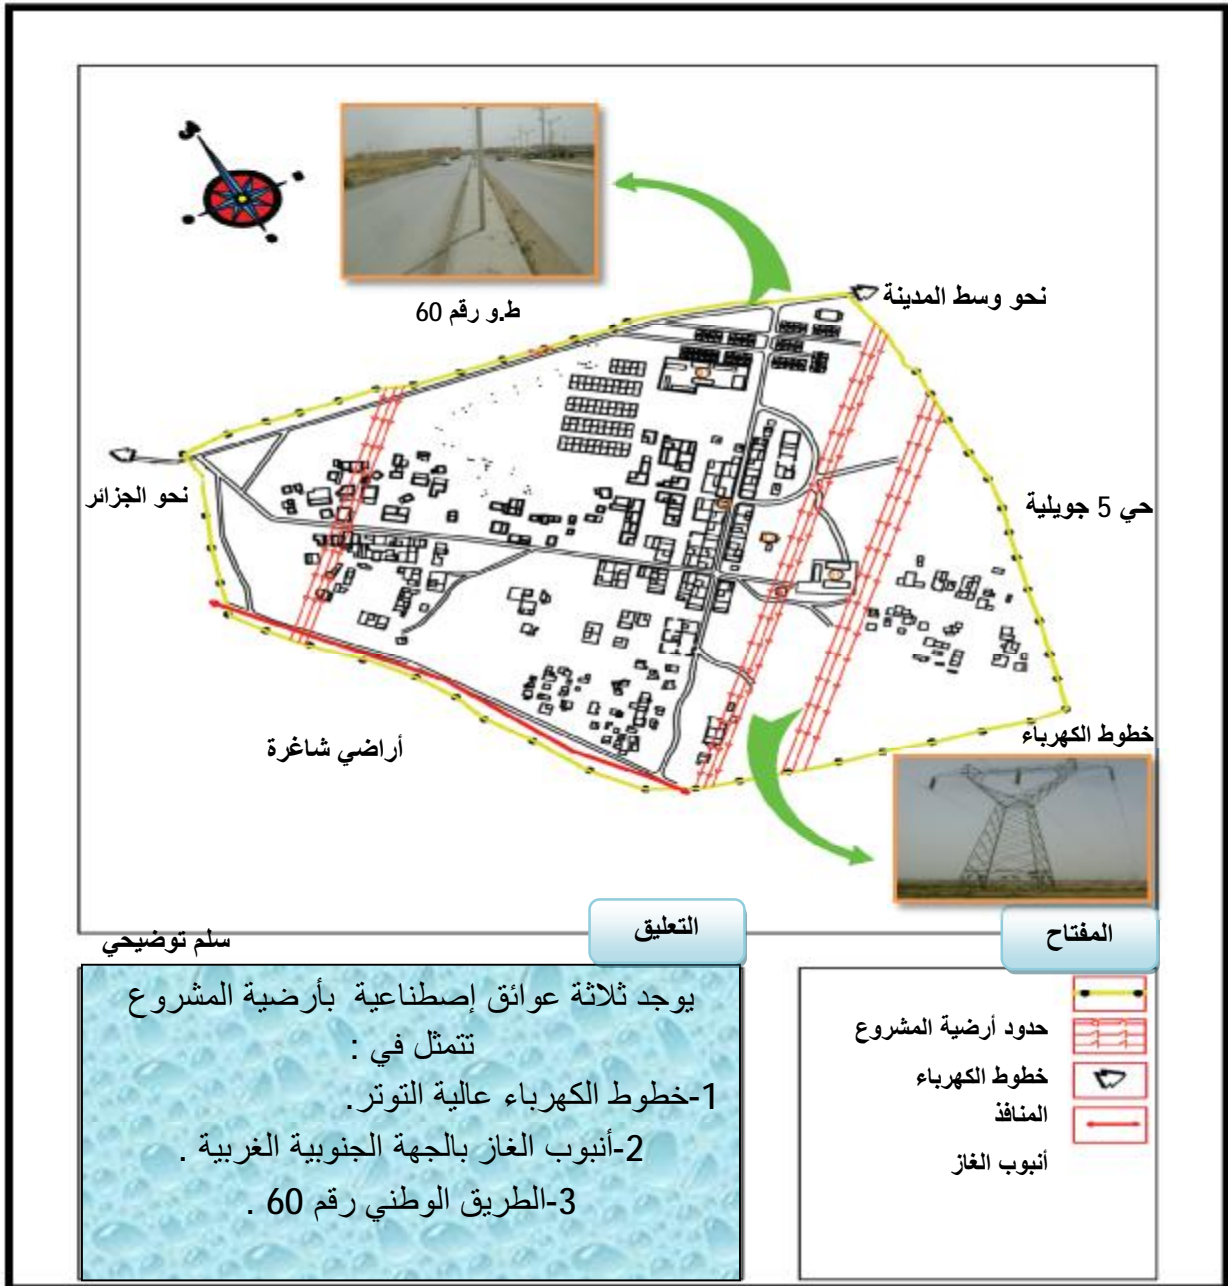 ط.و رقم 60
نحو وسط المدينة
نحو الجزائر
حي 5 جويلية
أراضي شاغرة
خطوط الكهرباء
المفتاح
حدود أرضية المشروع
خطوط الكهرباء
المنافذ
أنبوب الغاز
سلم توضيحي
التعليق
يوجد ثلاثة عوائق إصطناعية بأرضية المشروع
تتمثل في :
1-خطوط الكهرباء عالية التوتر.
2-أنبوب الغاز بالجهة الجنوبية الغربية .
3-الطريق الوطني رقم 60 .